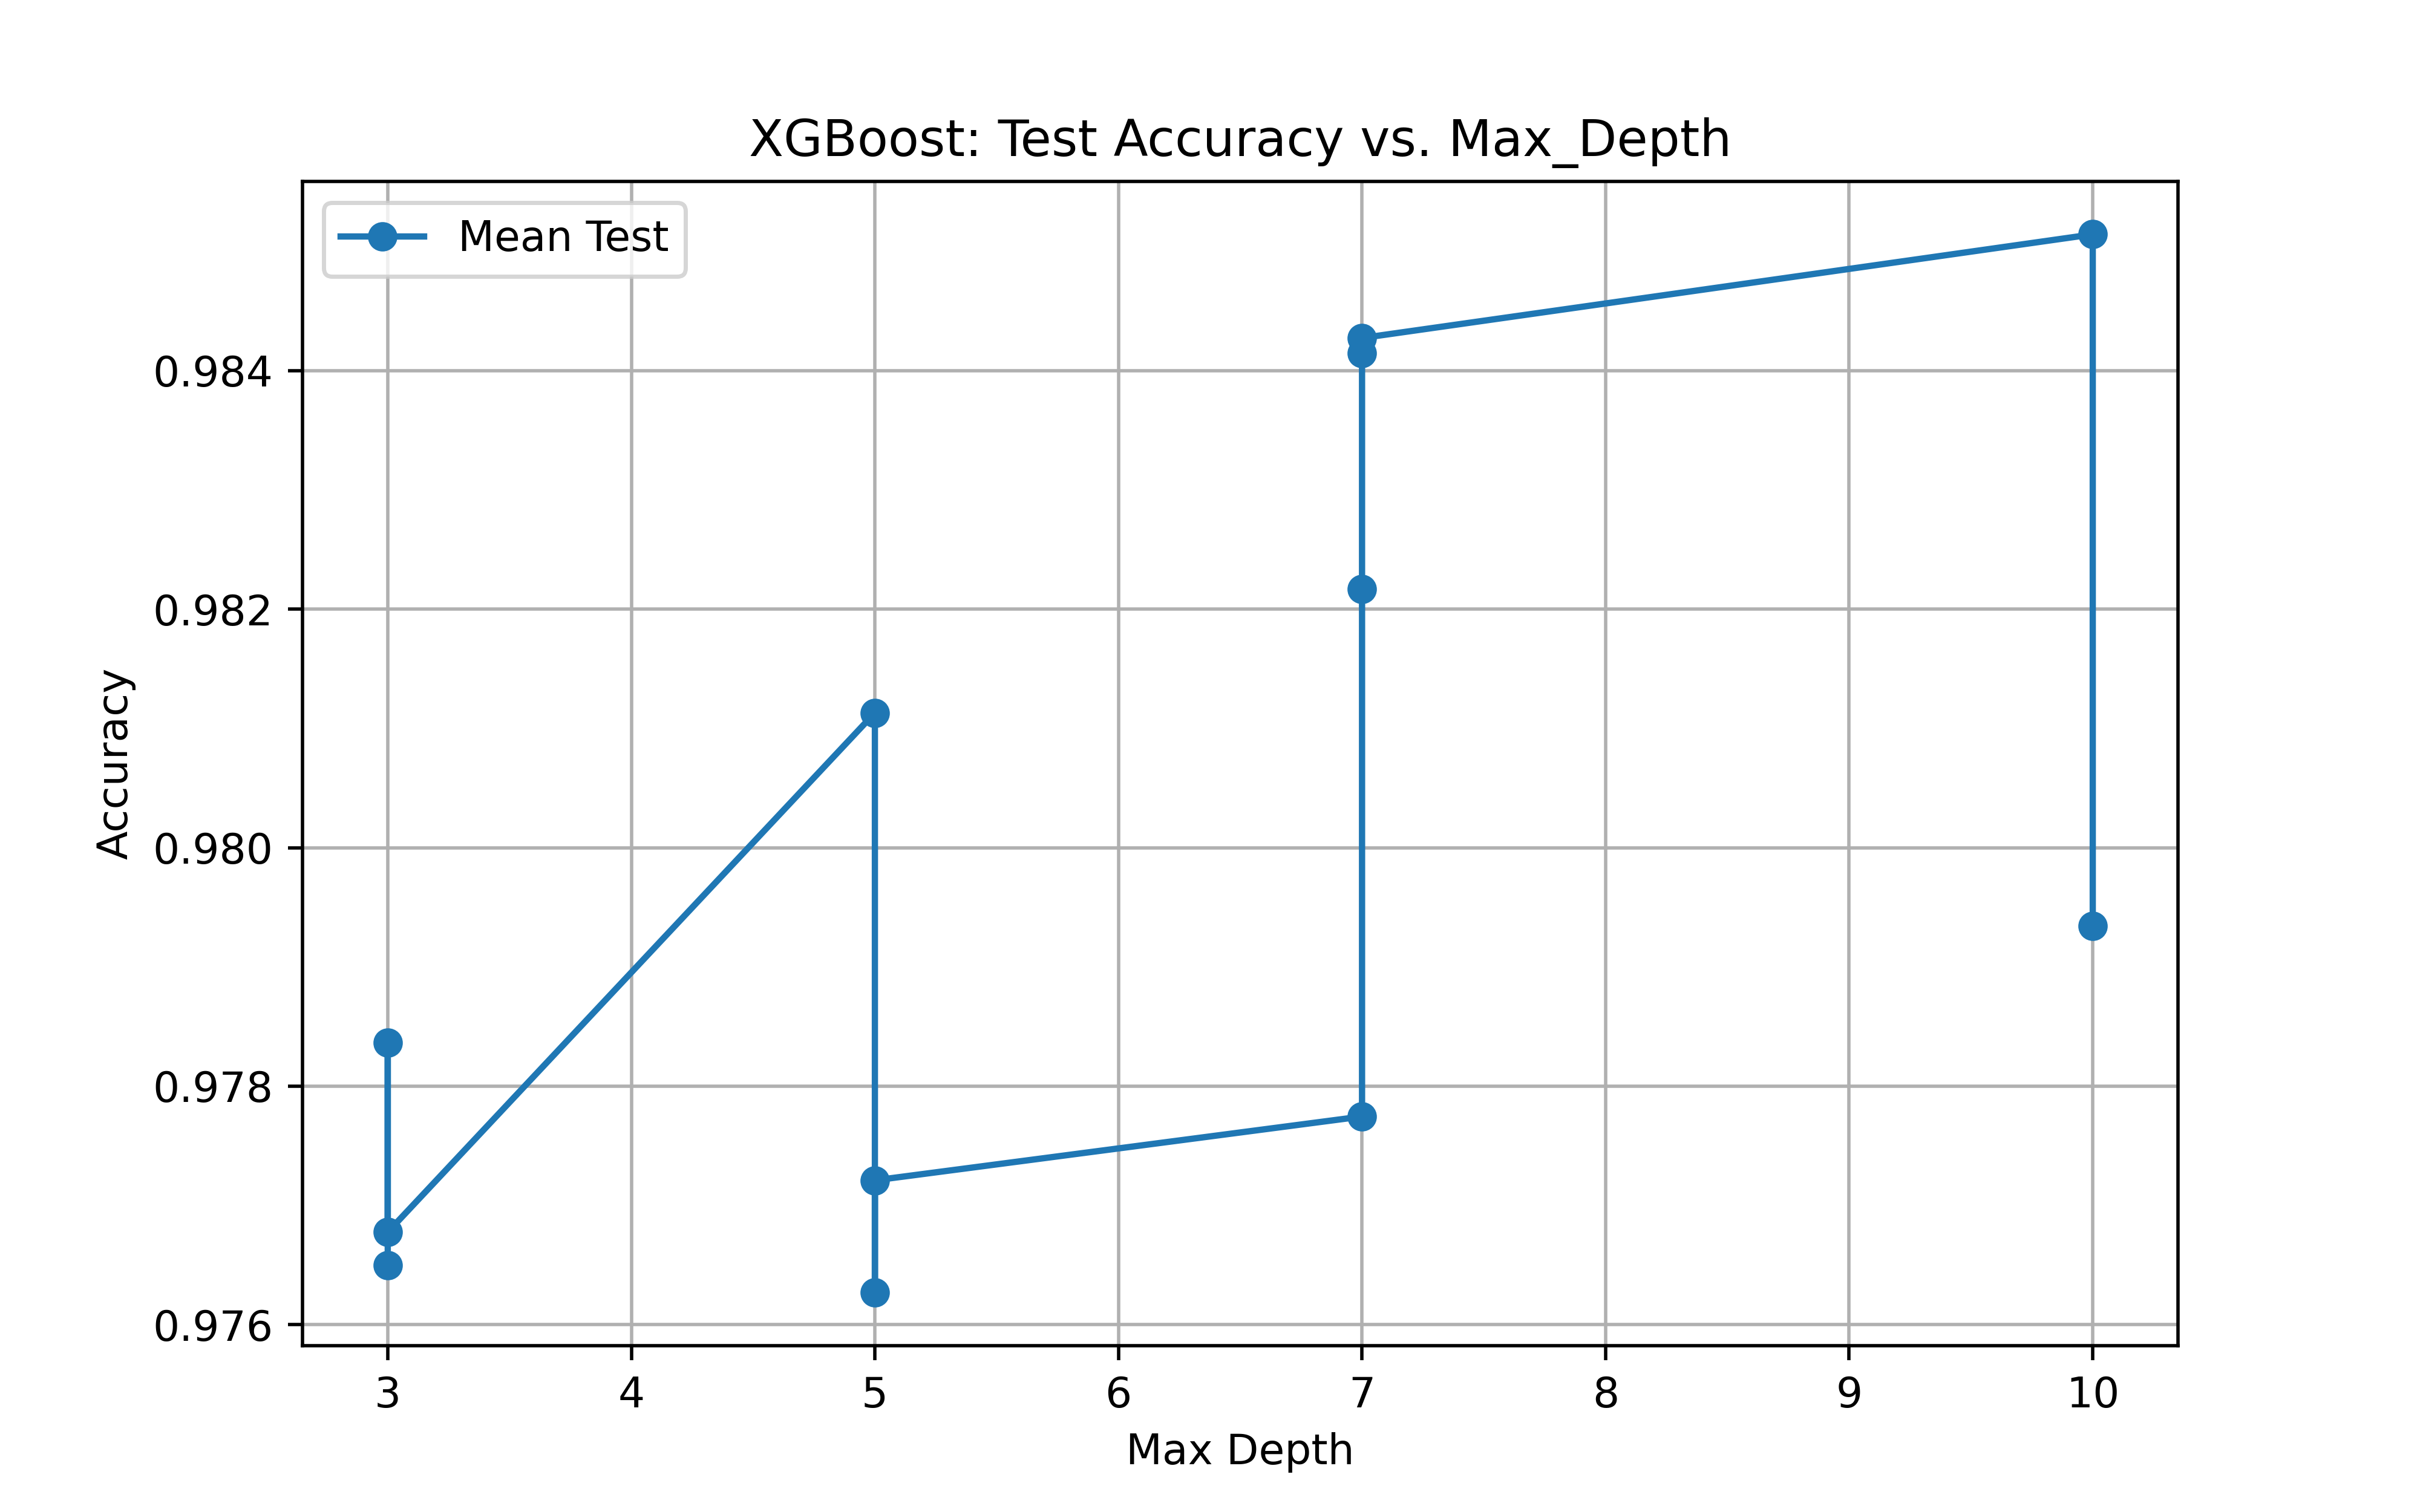 XGBoost: Test Accuracy vs. Max_Depth
Mean Test
0.984
0.982
0.980
0.978
0.976
Accuracy
3 4 5 6 7 8 9 10
Max Depth